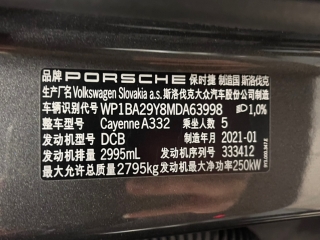 品牌 PORSCHE 保时捷 制造国 斯洛伐克
生产厂名 Volkswagen Slovakia a.s. 斯洛伐克大众汽车股份公司制造
车辆识别代号 WP1BA29Y8MDA63998 1,0%
整车型号 Cayenne A332 乘坐人数 5
发动机型号 DCB 制造年月 2021-01
发动机排量 2995mL 发动机序列号 333412
最大允许总质量 2795kg 发动机最大净功率 250kW